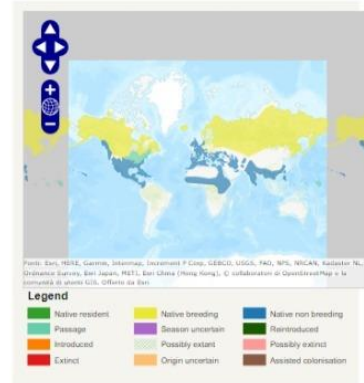 Fonti: Esri, HERE, Garmin, Intermap, increment P Corp., GEBCO, USGS, FAO, NPS, NRCAN, Kadaster NL,
Ordnance Survey, Esri Japan, METI, Esri China (Hong Kong), © collaboratori di OpenStreetMap e la
comunità di utenti GIS. Offerto da Esri
Legend
Native resident Native breeding Native non breeding
Passage Season uncertain Reintroduced
Introduced Possibly extant Possibly extinct
Extinct Origin uncertain Assisted colonisation